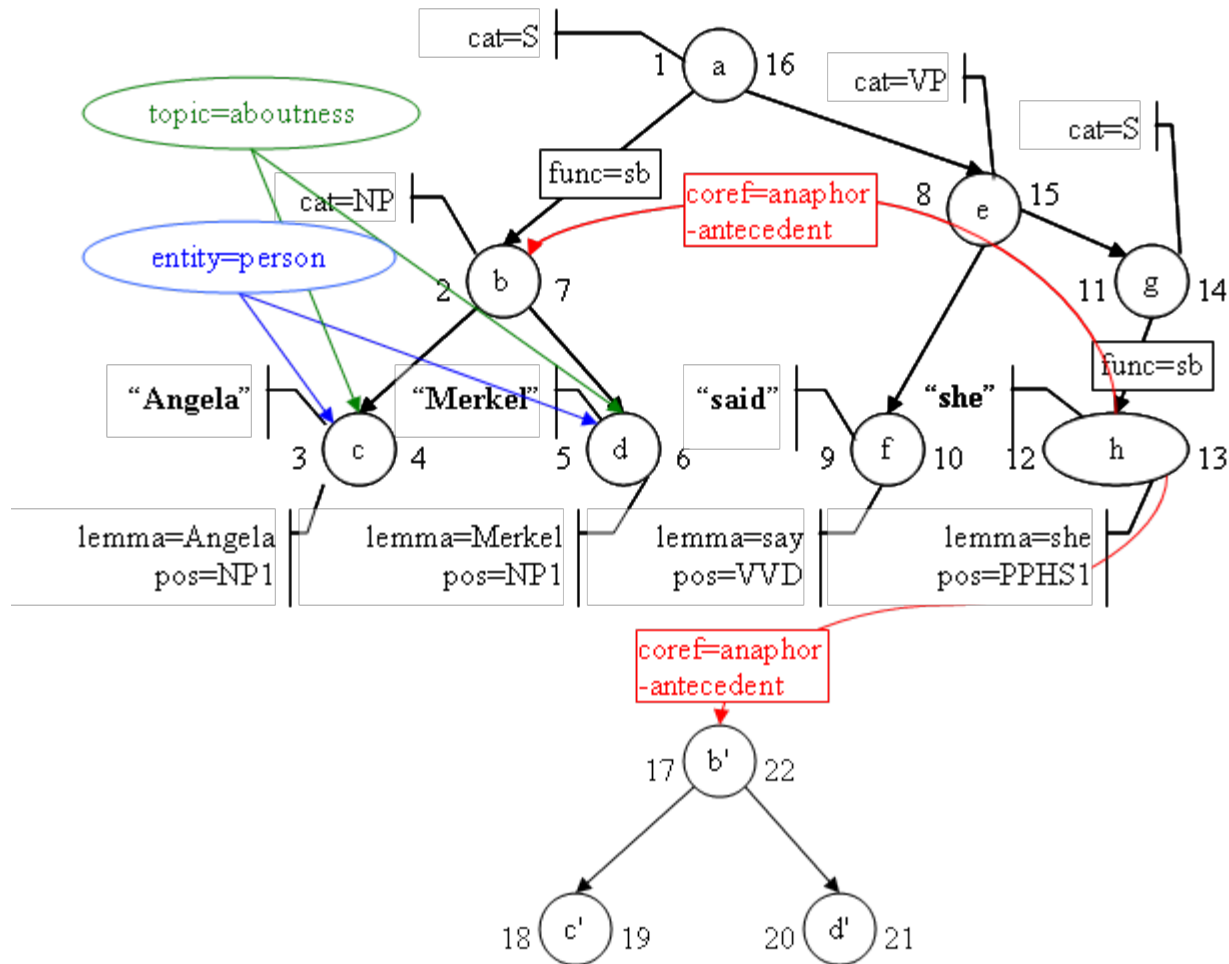 cat=S
1 a 16
cat=VP
topic=aboutness
cat=S
func=sb
cat=NP
coref=anaphor
-antecedent
8 e 15
entity=person
2 b 7
11 g 14
func=sb
“Angela”
“Merkel”
“said”
“she”
3 c 4
5 d 6
9 f 10
12 h 13
lemma=Angela
pos=NP1
lemma=Merkel
pos=NP1
lemma=say
pos=VVD
lemma=she
pos=PPHS1
coref=anaphor
-antecedent
17 b' 22
18 c' 19
20 d' 21